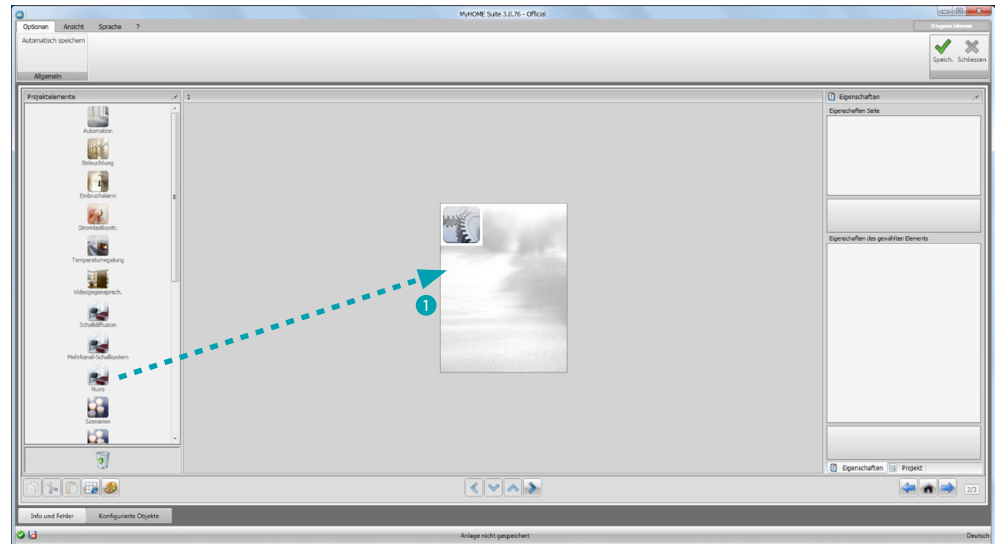 MyHOME Suite 3.0.76 - Official
Optionen Ansicht Sprache ?
Automatisch speichern
Allgemein
Speich. Schliessen
Projektelemente
1
Eigenschaften
Automation
Beleuchtung
Einbruchalarm
Stromlastkontr.
Temperaturregelung
Videogegensprech.
Schalldiffusion
Mehrkanal-Schallsystem
Nuvo
Szenarien
1
Eigenschaften Seite
Eigenschaften des gewählten Elements
Eigenschaften Projekt
2/3
Info und Fehler Konfigurierte Objekte
Anlage nicht gespeichert
Deutsch